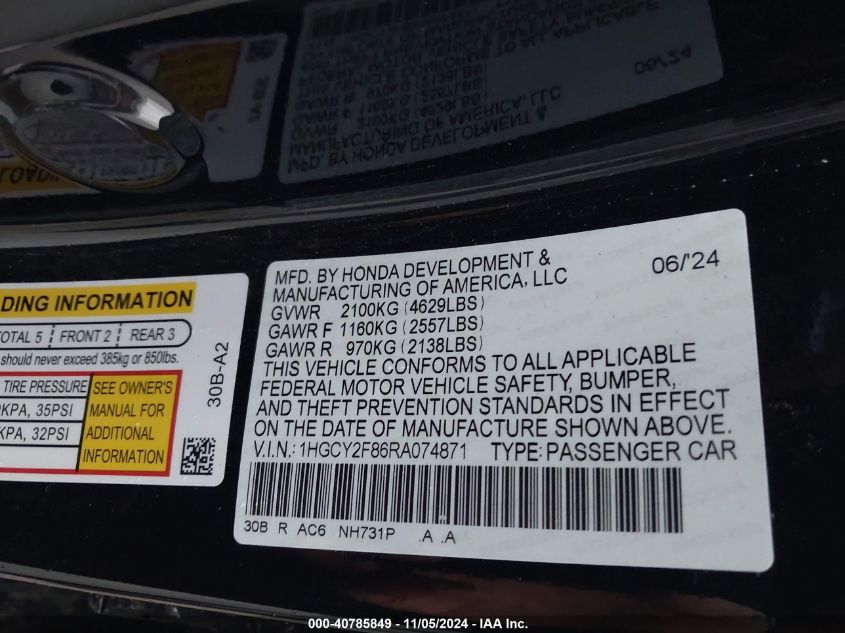 MFD. BY HONDA DEVELOPMENT &
MANUFACTURING OF AMERICA, LLC
06/'24
GVWR 2100KG (4629LBS)
GAWR F 1160KG (2557LBS)
GAWR R 970KG (2138LBS)
THIS VEHICLE CONFORMS TO ALL APPLICABLE
FEDERAL MOTOR VEHICLE SAFETY, BUMPER,
AND THEFT PREVENTION STANDARDS IN EFFECT
ON THE DATE OF MANUFACTURE SHOWN ABOVE.
V.I.N.: 1HGCY2F86RA074871 TYPE: PASSENGER CAR
30B R AC6 NH731P .A .A
DING INFORMATION
TOTAL 5 FRONT 2 REAR 3
should never exceed 385kg or 850lbs.
TIRE PRESSURE
KPA, 35PSI
KPA, 32PSI
SEE OWNER'S
MANUAL FOR
ADDITIONAL
INFORMATION
30B-A2
000-40785849 - 11/05/2024 - IAA Inc.